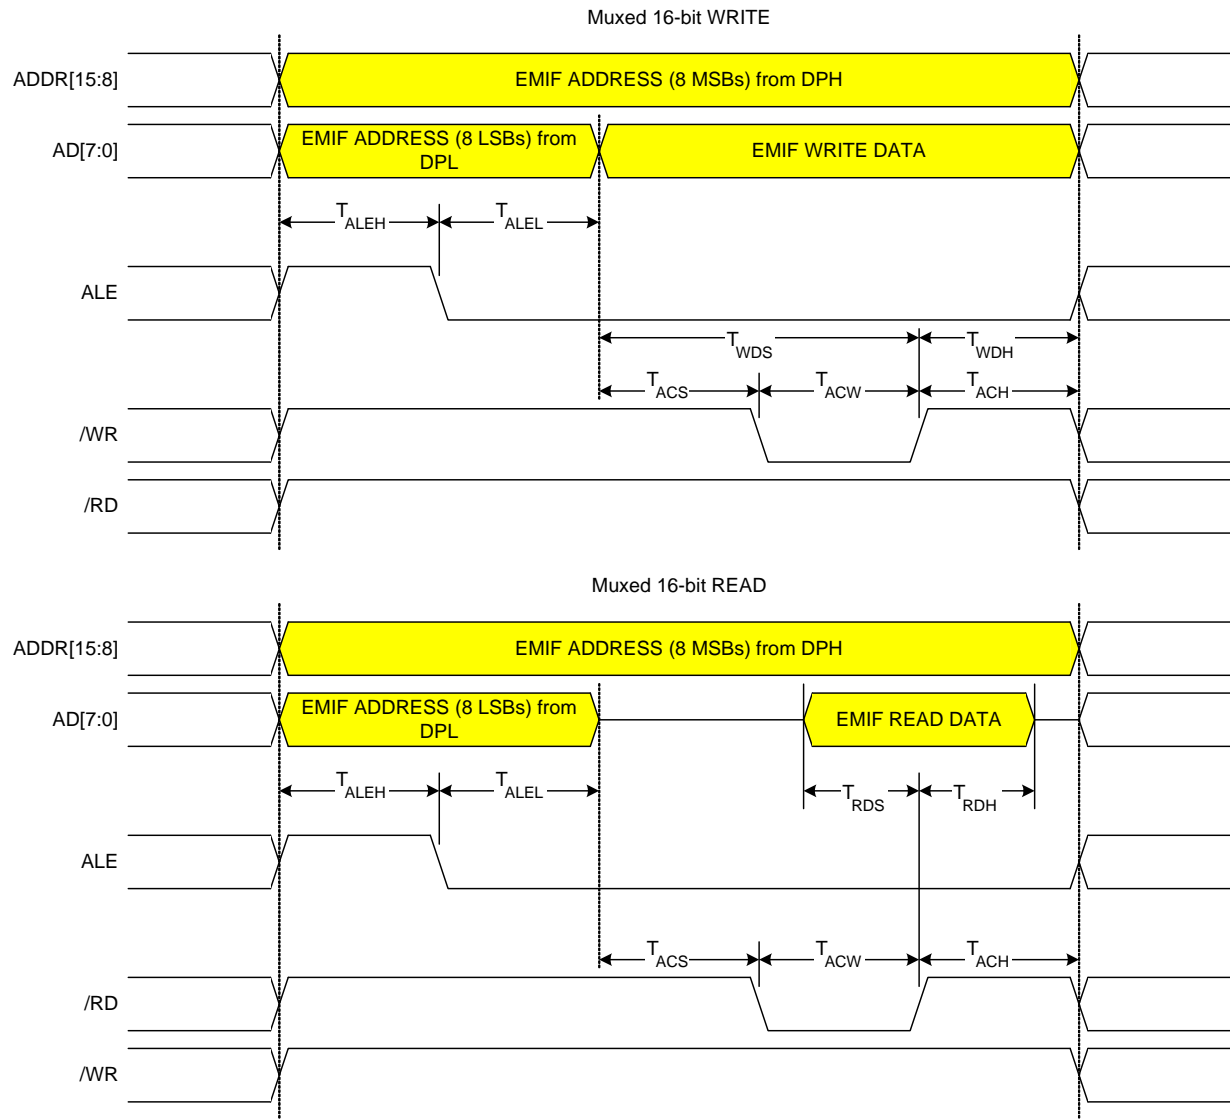 Muxed 16-bit WRITE
ADDR[15:8]
EMIF ADDRESS (8 MSBs) from DPH
AD[7:0]
EMIF ADDRESS (8 LSBs) from
DPL
EMIF WRITE DATA
TALEH
TALEL
ALE
TWDS
TWDH
TACS
TACW
TACH
/WR
/RD
Muxed 16-bit READ
ADDR[15:8]
EMIF ADDRESS (8 MSBs) from DPH
AD[7:0]
EMIF ADDRESS (8 LSBs) from
DPL
EMIF READ DATA
TALEH
TALEL
TRDS
TRDH
ALE
TACS
TACW
TACH
/RD
/WR